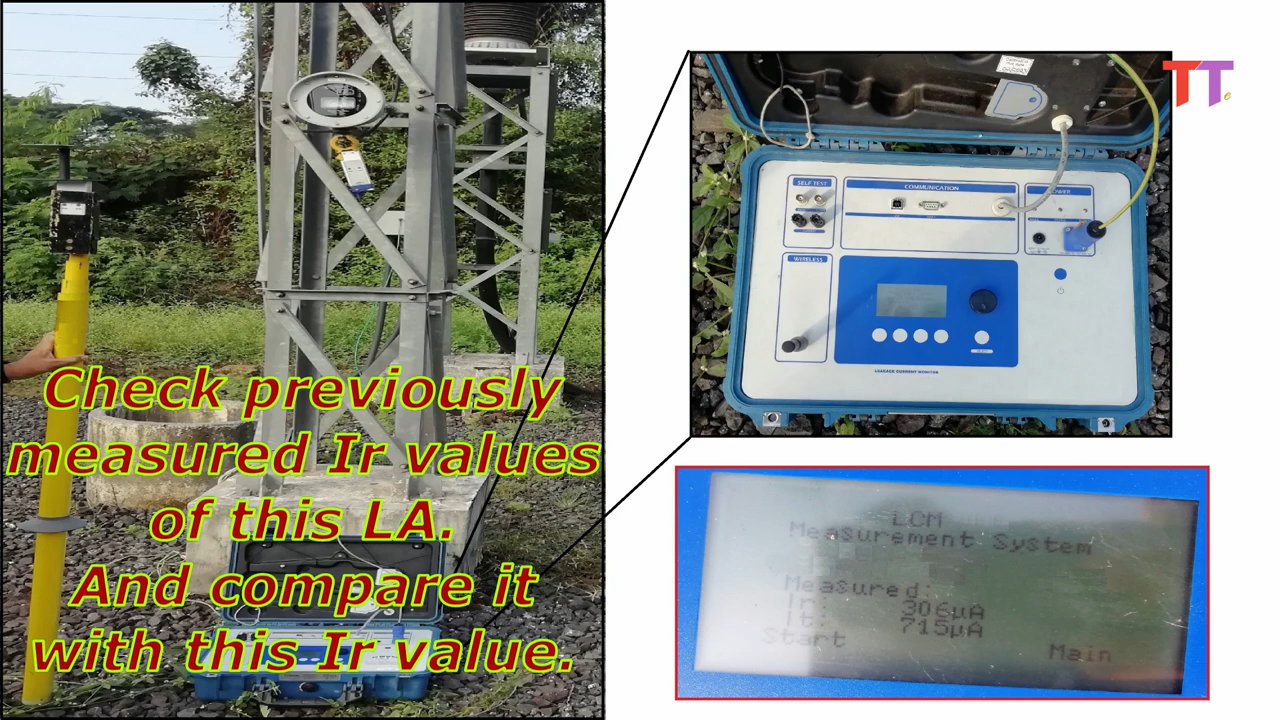 Check previously
measured Ir values
of this LA.
And compare it
with this Ir value.
TT
SELF TEST
COMMUNICATION
POWER
WIRELESS
LEAKAGE CURRENT MONITOR
LCM
Measurement System
Measured:
Ir: 306µA
It: 715µA
Start Main